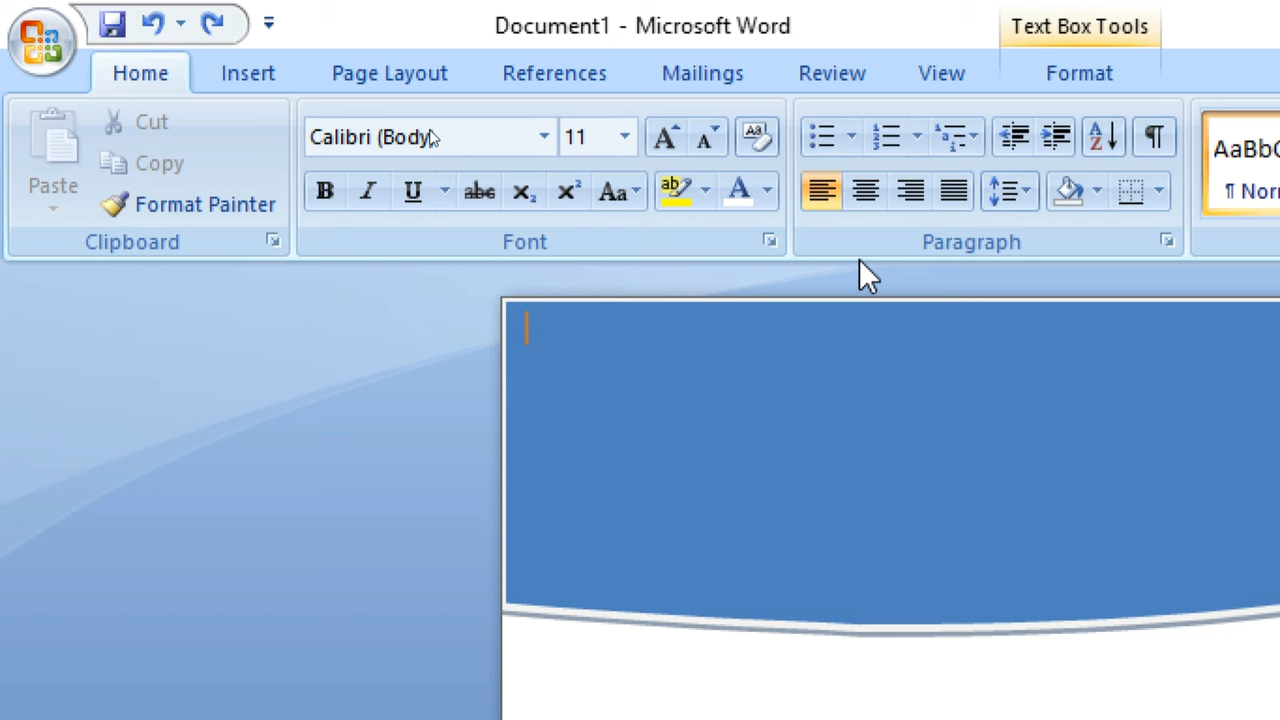 Document1 - Microsoft Word
Text Box Tools
Home Insert Page Layout References Mailings Review View Format
Paste
Cut
Copy
Format Painter
Clipboard
Calibri (Body)
11
Font
Paragraph
AaBbC
¶ Nor